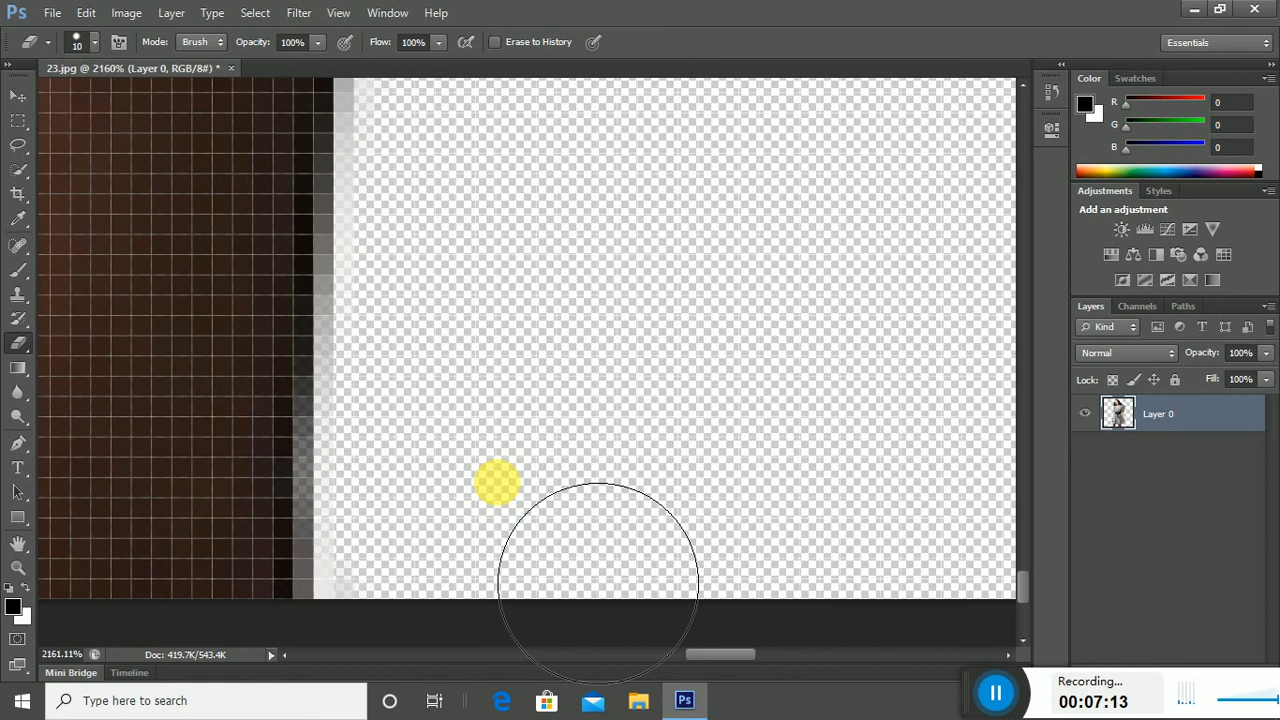 Ps File Edit Image Layer Type Select Filter View Window Help
10 Mode: Brush Opacity: 100% Flow: 100% Erase to History Essentials
23.jpg @ 2160% (Layer 0, RGB/8#) * ×
Color Swatches
R 0
G 0
B 0
Adjustments Styles
Add an adjustment
Layers Channels Paths
Kind
Normal Opacity: 100%
Lock: Fill: 100%
Layer 0
2161.11% Doc: 419.7K/543.4K
Mini Bridge Timeline
Type here to search
Ps
Recording...
00:07:13